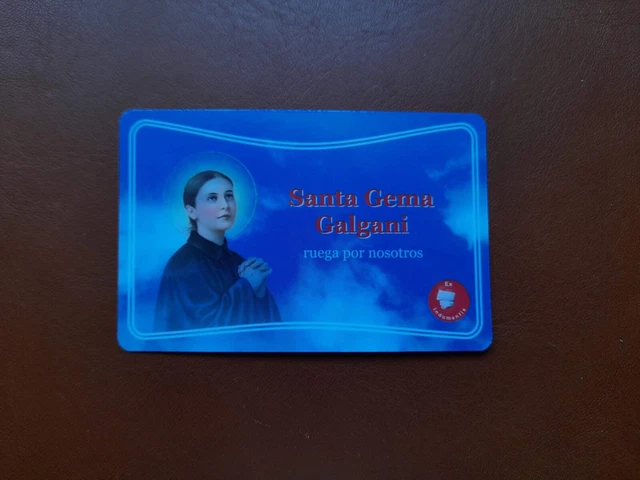 Santa Gema
Galgani
ruega por nosotros
Ex
indumentis